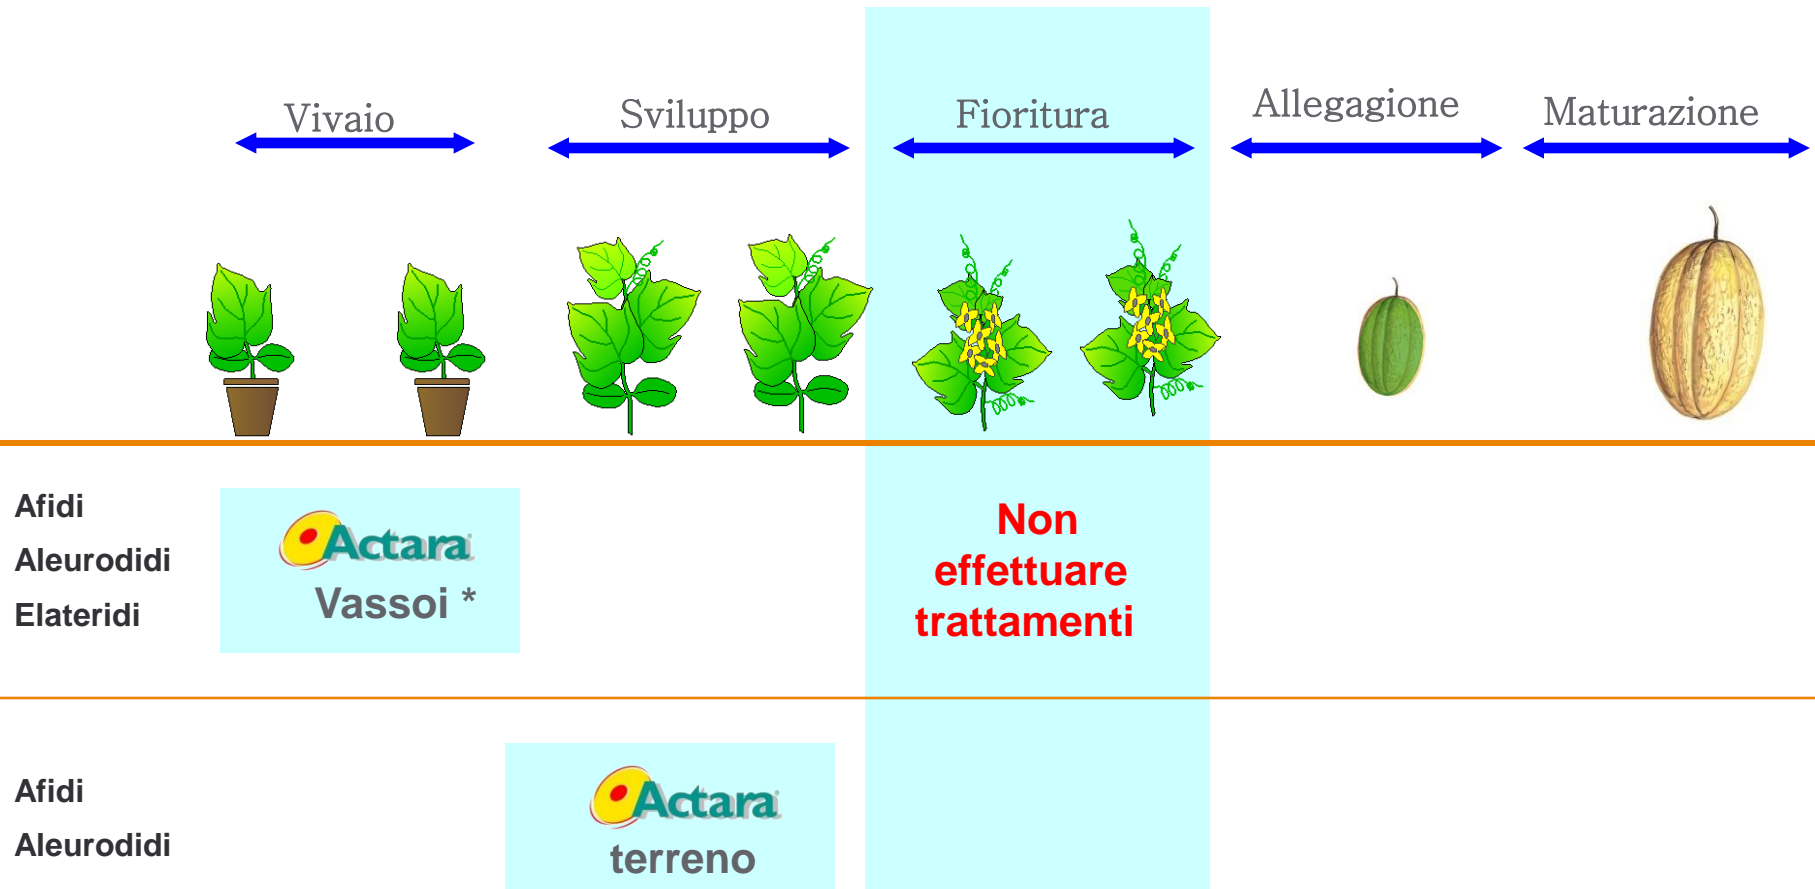 Vivaio
Sviluppo
Fioritura
Allegagione
Maturazione
Afidi
Aleurodidi
Elateridi
Actara
Vassoi *
Non
effettuare
trattamenti
Afidi
Aleurodidi
Actara
terreno